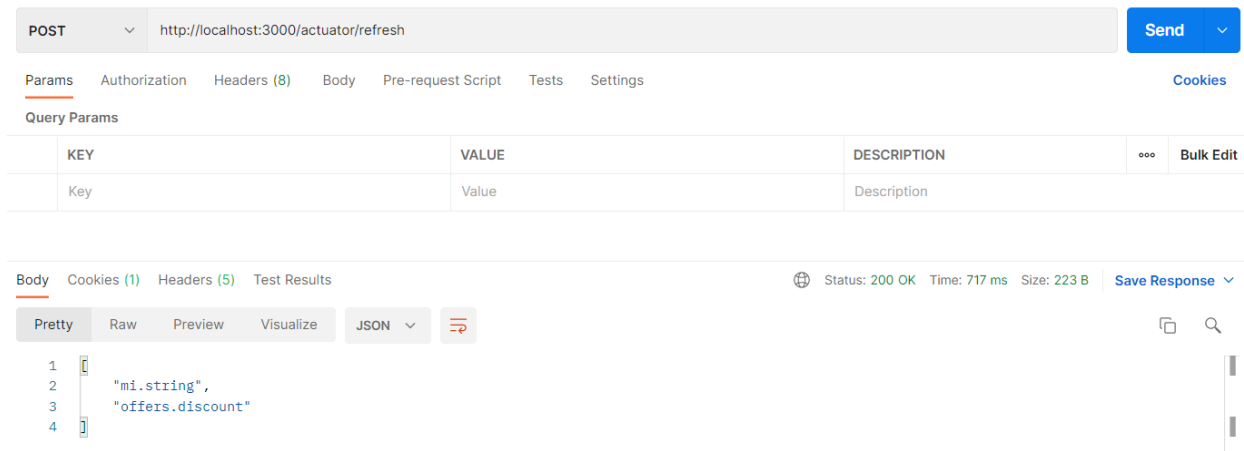 POST http://localhost:3000/actuator/refresh Send
Params Authorization Headers (8) Body Pre-request Script Tests Settings Cookies
Query Params
KEY VALUE DESCRIPTION ooo Bulk Edit
Key Value Description
Body Cookies (1) Headers (5) Test Results Status: 200 OK Time: 717 ms Size: 223 B Save Response
Pretty Raw Preview Visualize JSON
1 [
2 "mi.string",
3 "offers.discount"
4 ]